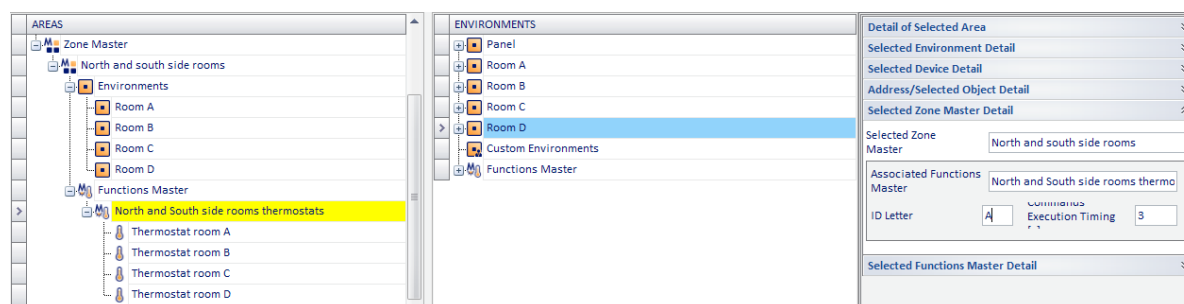 AREAS
Zone Master
North and south side rooms
Environments
Room A
Room B
Room C
Room D
Functions Master
North and South side rooms thermostats
Thermostat room A
Thermostat room B
Thermostat room C
Thermostat room D
ENVIRONMENTS
Panel
Room A
Room B
Room C
Room D
Custom Environments
Functions Master
Detail of Selected Area
Selected Environment Detail
Selected Device Detail
Address/Selected Object Detail
Selected Zone Master Detail
Selected Zone
Master
North and south side rooms
Associated Functions
Master
North and South side rooms thermo
ID Letter
A
Commands
Execution Timing
3
Selected Functions Master Detail